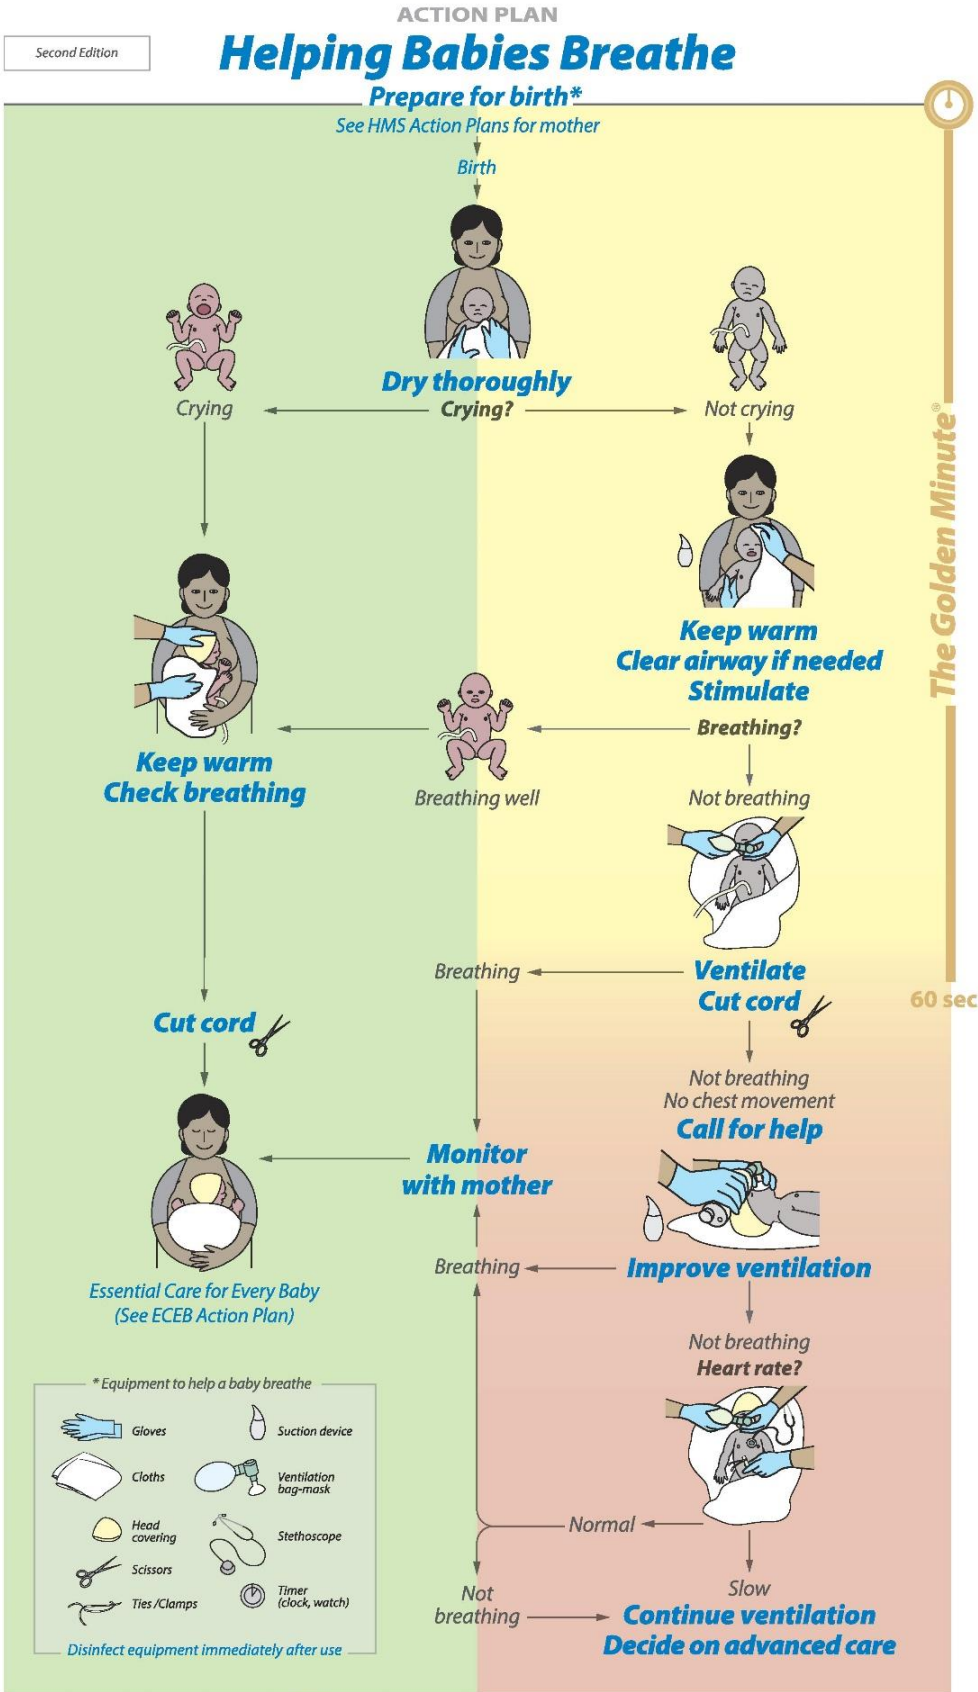 ACTION PLAN
Second Edition
Helping Babies Breathe
Prepare for birth*
See HMS Action Plans for mother
Birth
Dry thoroughly
Crying
Crying?
Not crying
The Golden Minute®
Keep warm
Clear airway if needed
Stimulate
Breathing?
Keep warm
Check breathing
Breathing well
Not breathing
Breathing
Ventilate
Cut cord
60 sec
Cut cord
Not breathing
No chest movement
Call for help
Monitor
with mother
Breathing
Improve ventilation
Essential Care for Every Baby
(See ECEB Action Plan)
Not breathing
Heart rate?
* Equipment to help a baby breathe
Gloves
Suction device
Cloths
Ventilation
bag-mask
Head
covering
Stethoscope
Scissors
Ties /Clamps
Timer
(clock, watch)
Disinfect equipment immediately after use
Normal
Not
breathing
Slow
Continue ventilation
Decide on advanced care